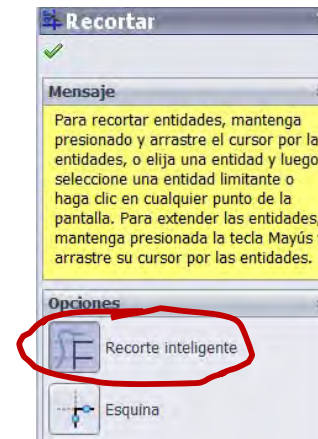 Recortar
Mensaje
Para recortar entidades, mantenga
presionado y arrastre el cursor por la
entidades, o elija una entidad y luego
seleccione una entidad limitante o
haga clic en cualquier punto de la
pantalla. Para extender las entidades,
mantenga presionada la tecla Mayús
arrastre su cursor por las entidades.
Opciones
Recorte inteligente
Esquina